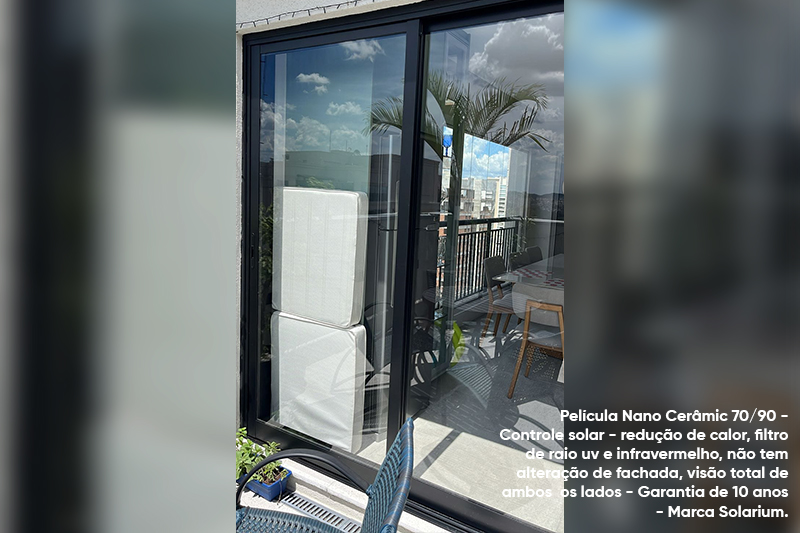 Película Nano Cerâmic 70/90 -
Controle solar - redução de calor, filtro
de raio uv e infravermelho, não tem
alteração de fachada, visão total de
ambos os lados - Garantia de 10 anos
- Marca Solarium.